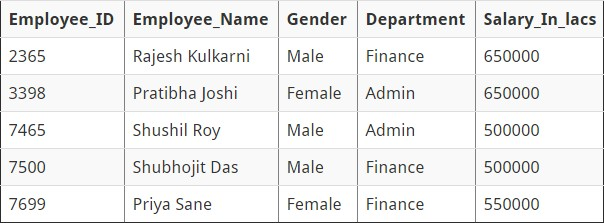 Employee_ID Employee_Name Gender Department Salary_In_lacs
2365 Rajesh Kulkarni Male Finance 650000
3398 Pratibha Joshi Female Admin 650000
7465 Shushil Roy Male Admin 500000
7500 Shubhojit Das Male Finance 500000
7699 Priya Sane Female Finance 550000